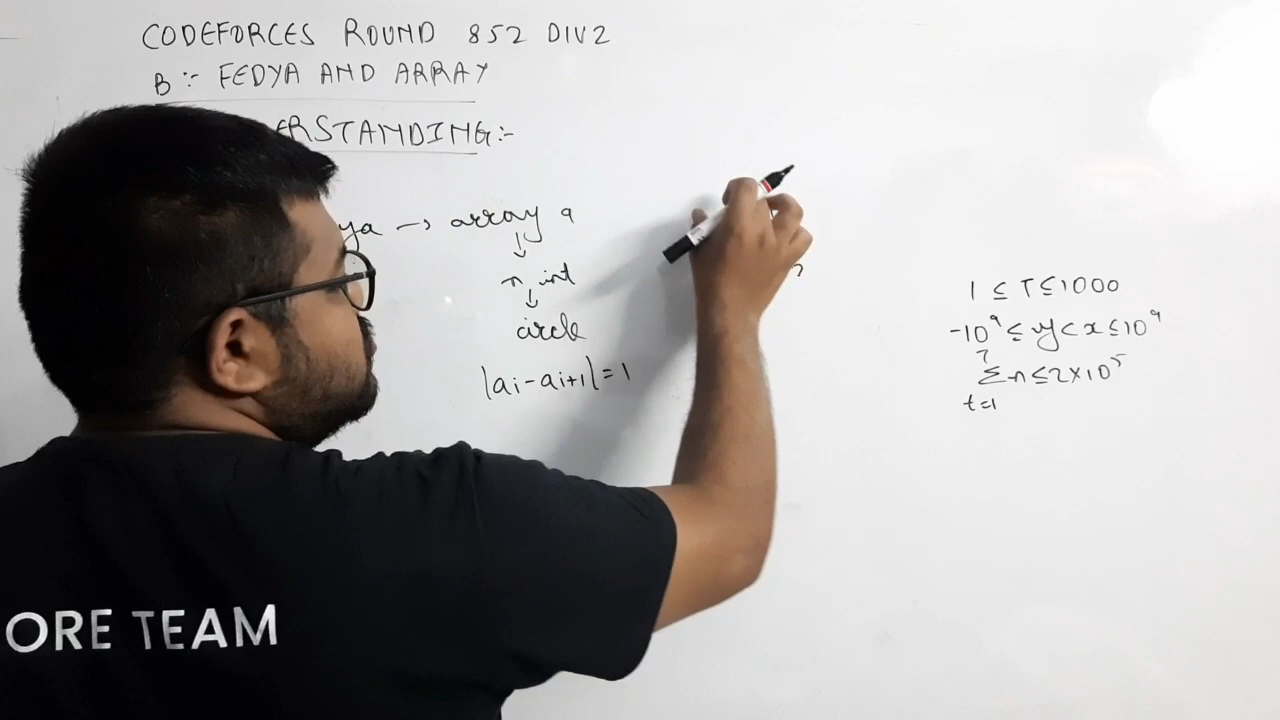 CODEFORCES ROUND 852 DIV2
B:- FEDYA AND ARRAY
ERSTANDING:-
ya → array a
↓
n int
↓
circle
|ai - ai+1| = 1
1 ≤ T ≤ 1000
-10⁹ ≤ y < x ≤ 10⁹
T
Σ n ≤ 2×10⁵
t=1
ORE TEAM